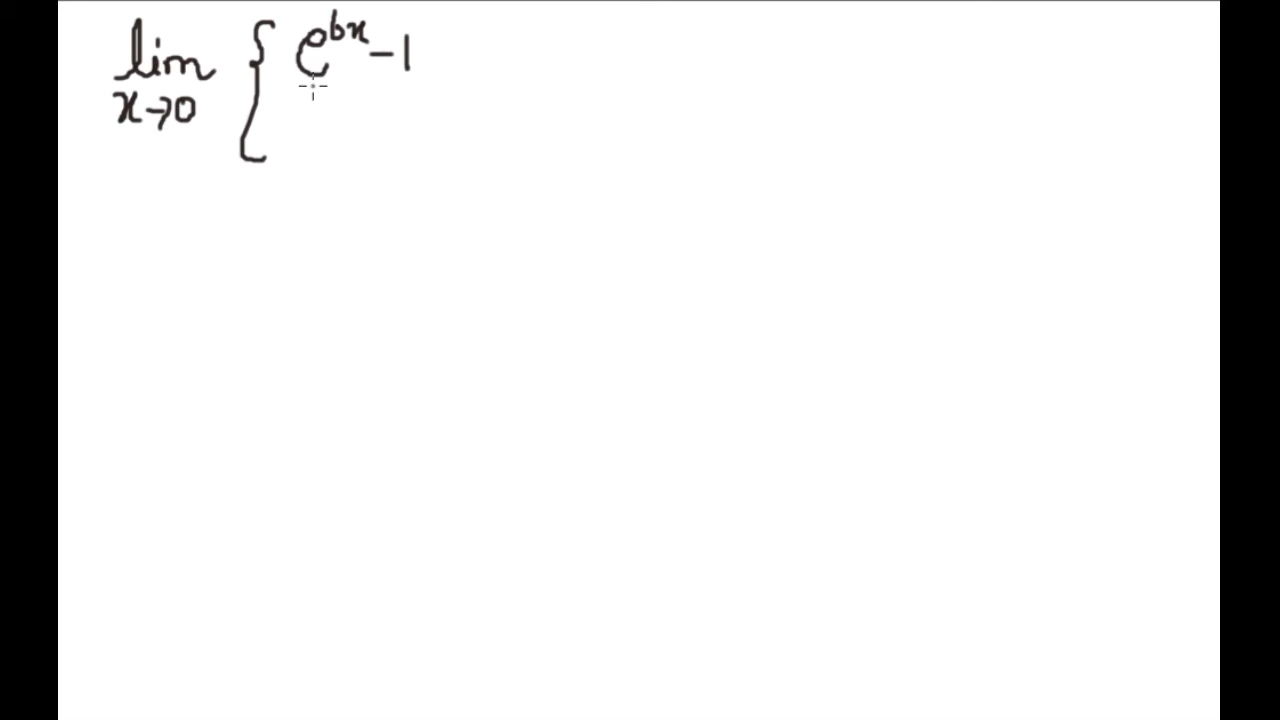 lim { e^bx - 1
x→0